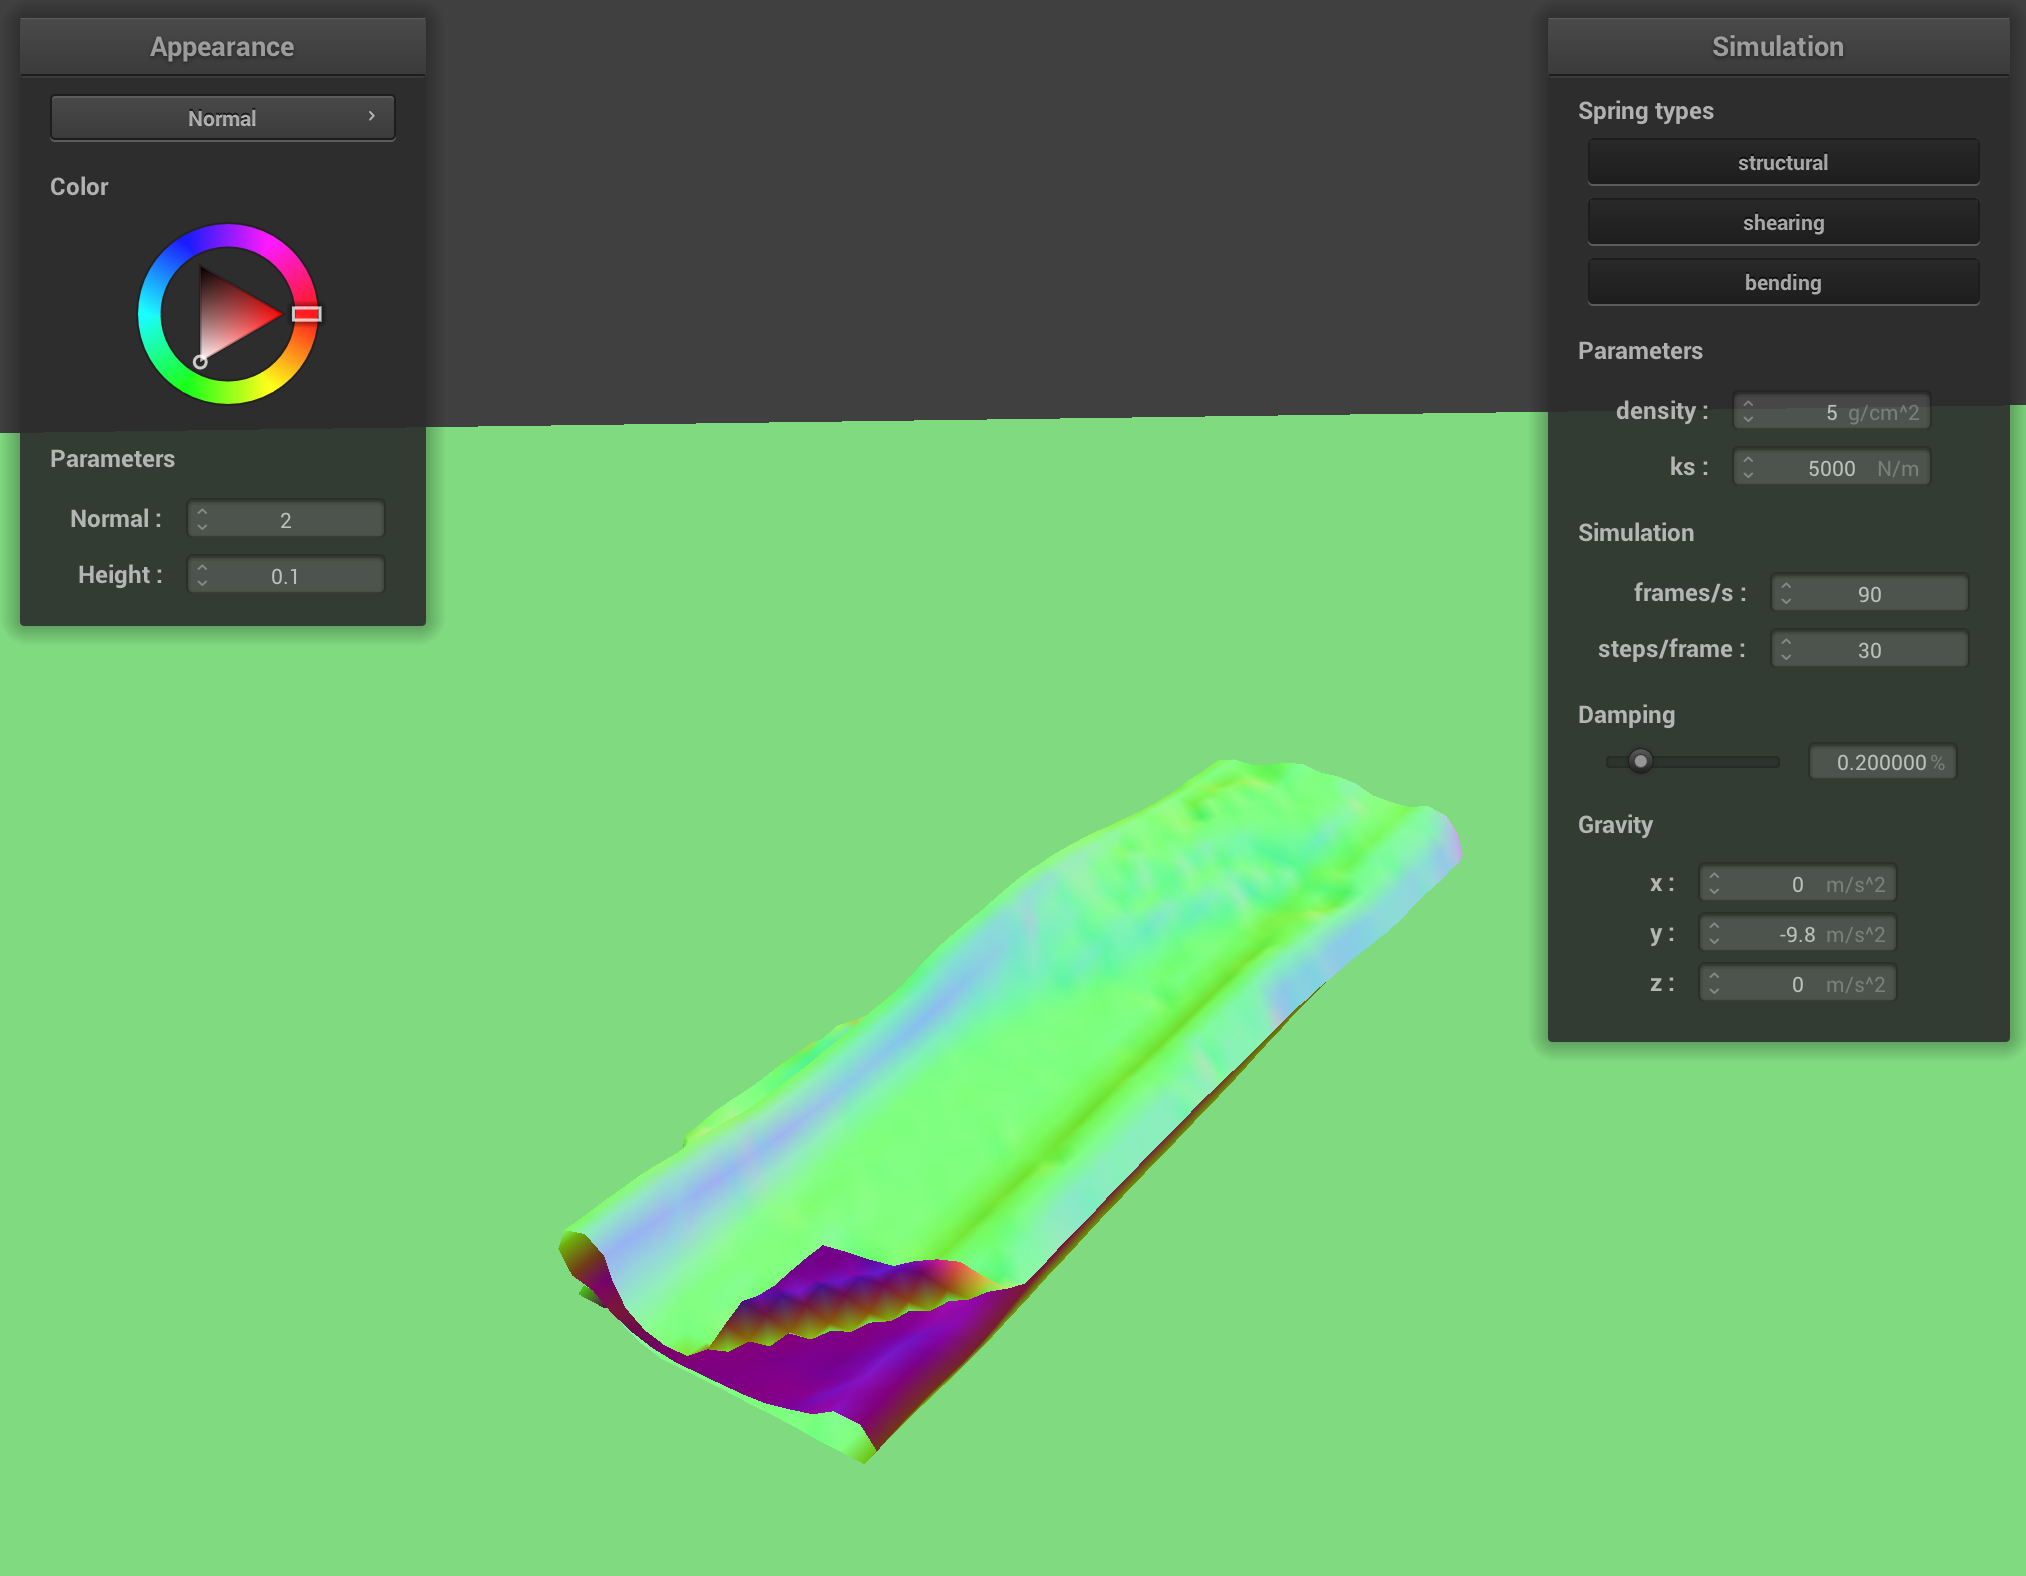 Appearance
Normal
Color
Parameters
Normal : 2
Height : 0.1
Simulation
Spring types
structural
shearing
bending
Parameters
density : 5 g/cm^2
ks : 5000 N/m
Simulation
frames/s : 90
steps/frame : 30
Damping
0.200000 %
Gravity
x : 0 m/s^2
y : -9.8 m/s^2
z : 0 m/s^2